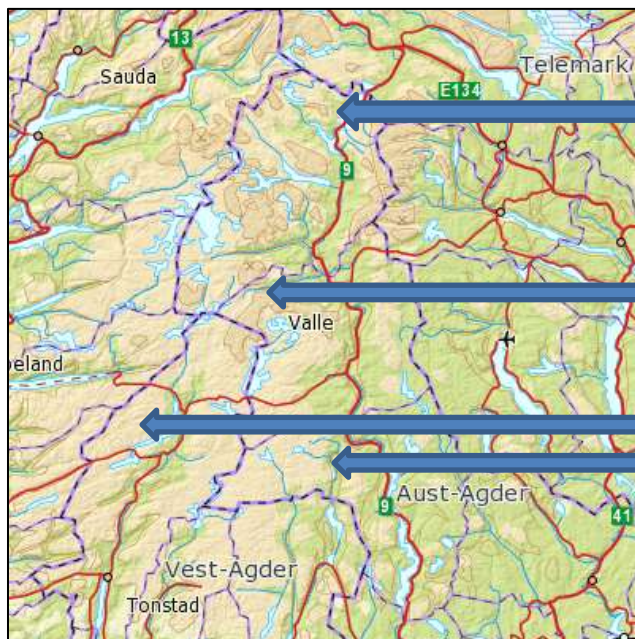 13
Sauda
Telemark
E134
9
Valle
eland
Aust-Agder
9
41
Vest-Agder
Tonstad